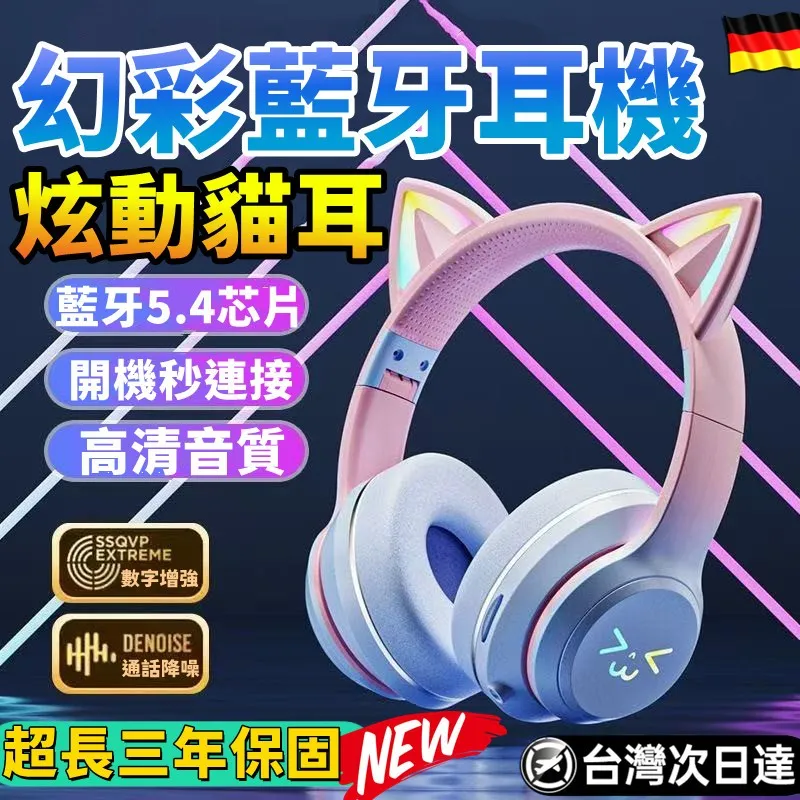 幻彩藍牙耳機
炫動貓耳
藍牙5.4芯片
開機秒連接
高清音質
SSQVP
EXTREME
數字增強
DENOISE
通話降噪
超長三年保固
NEW
台灣次日達